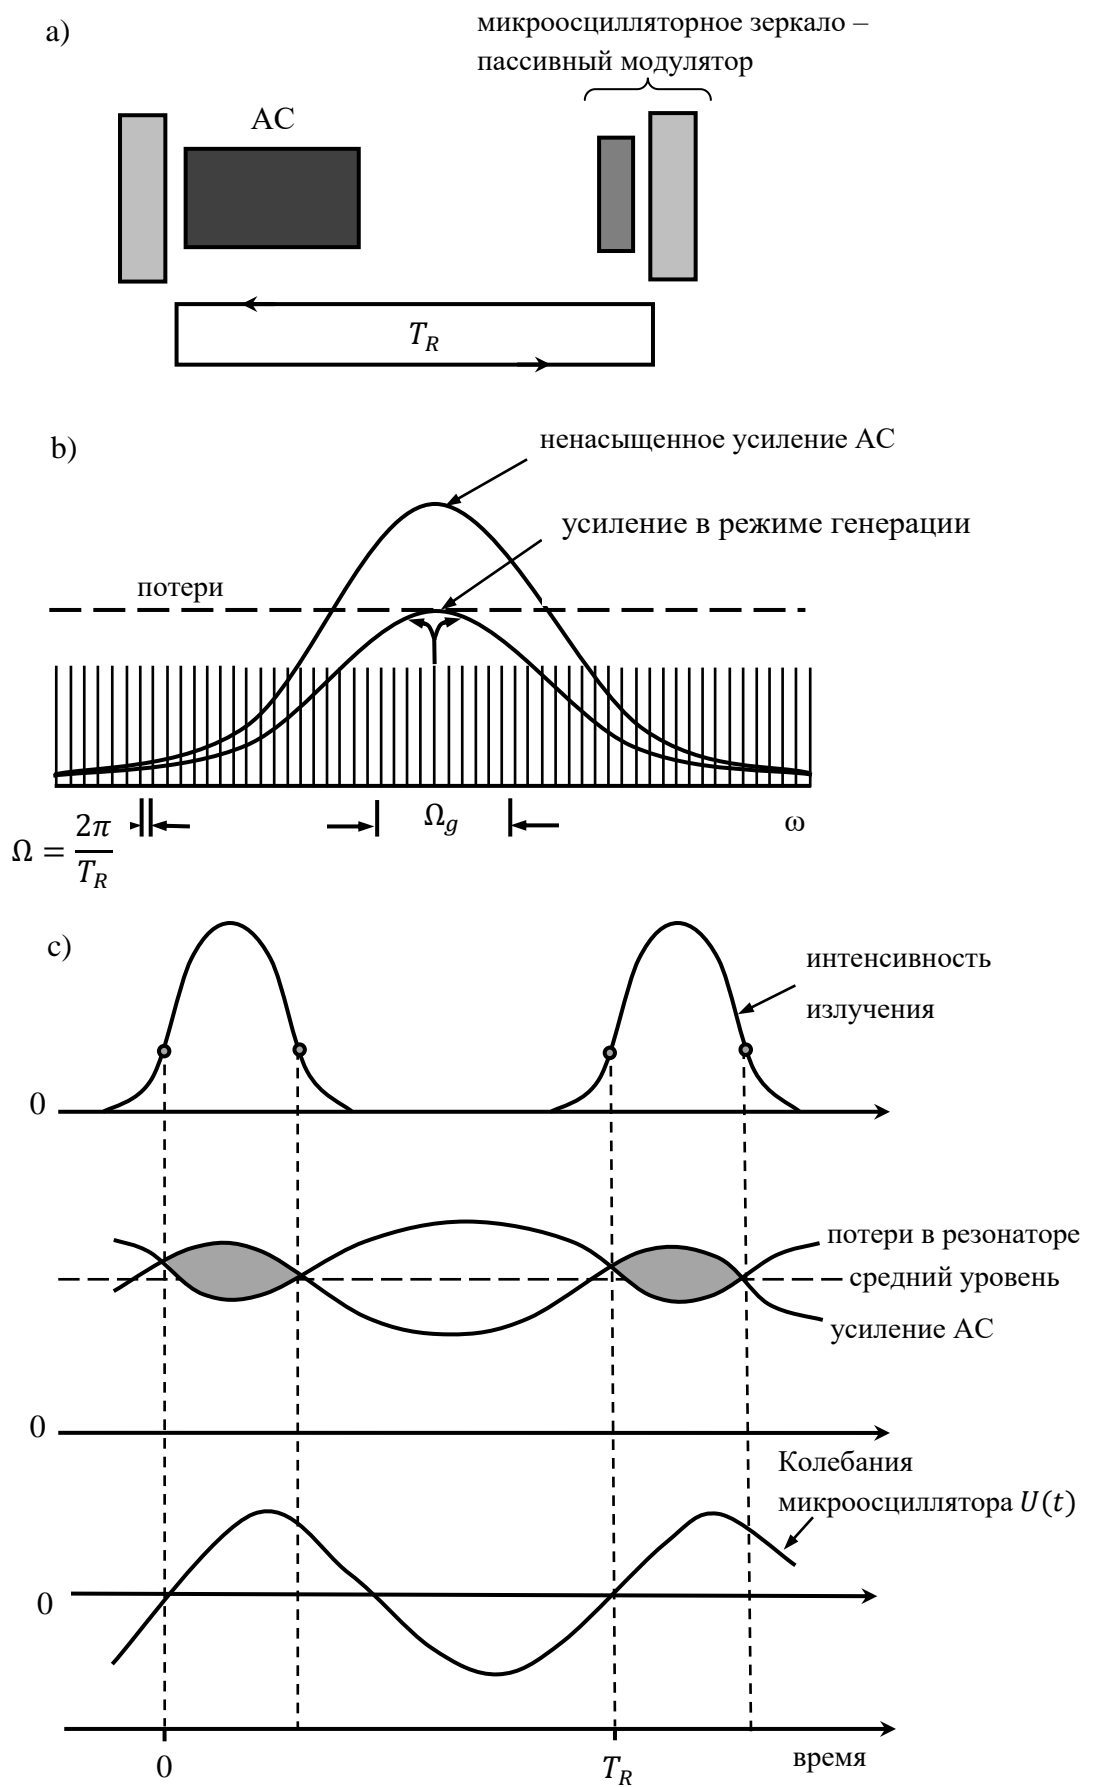 a)
микроосцилляторное зеркало –
пассивный модулятор
АС
T_R
b)
ненасыщенное усиление АС
усиление в режиме генерации
потери
Ω = 2π/T_R
Ω_g
ω
c)
интенсивность
излучения
0
потери в резонаторе
средний уровень
усиление АС
0
Колебания
микроосциллятора U(t)
0
0
T_R
время